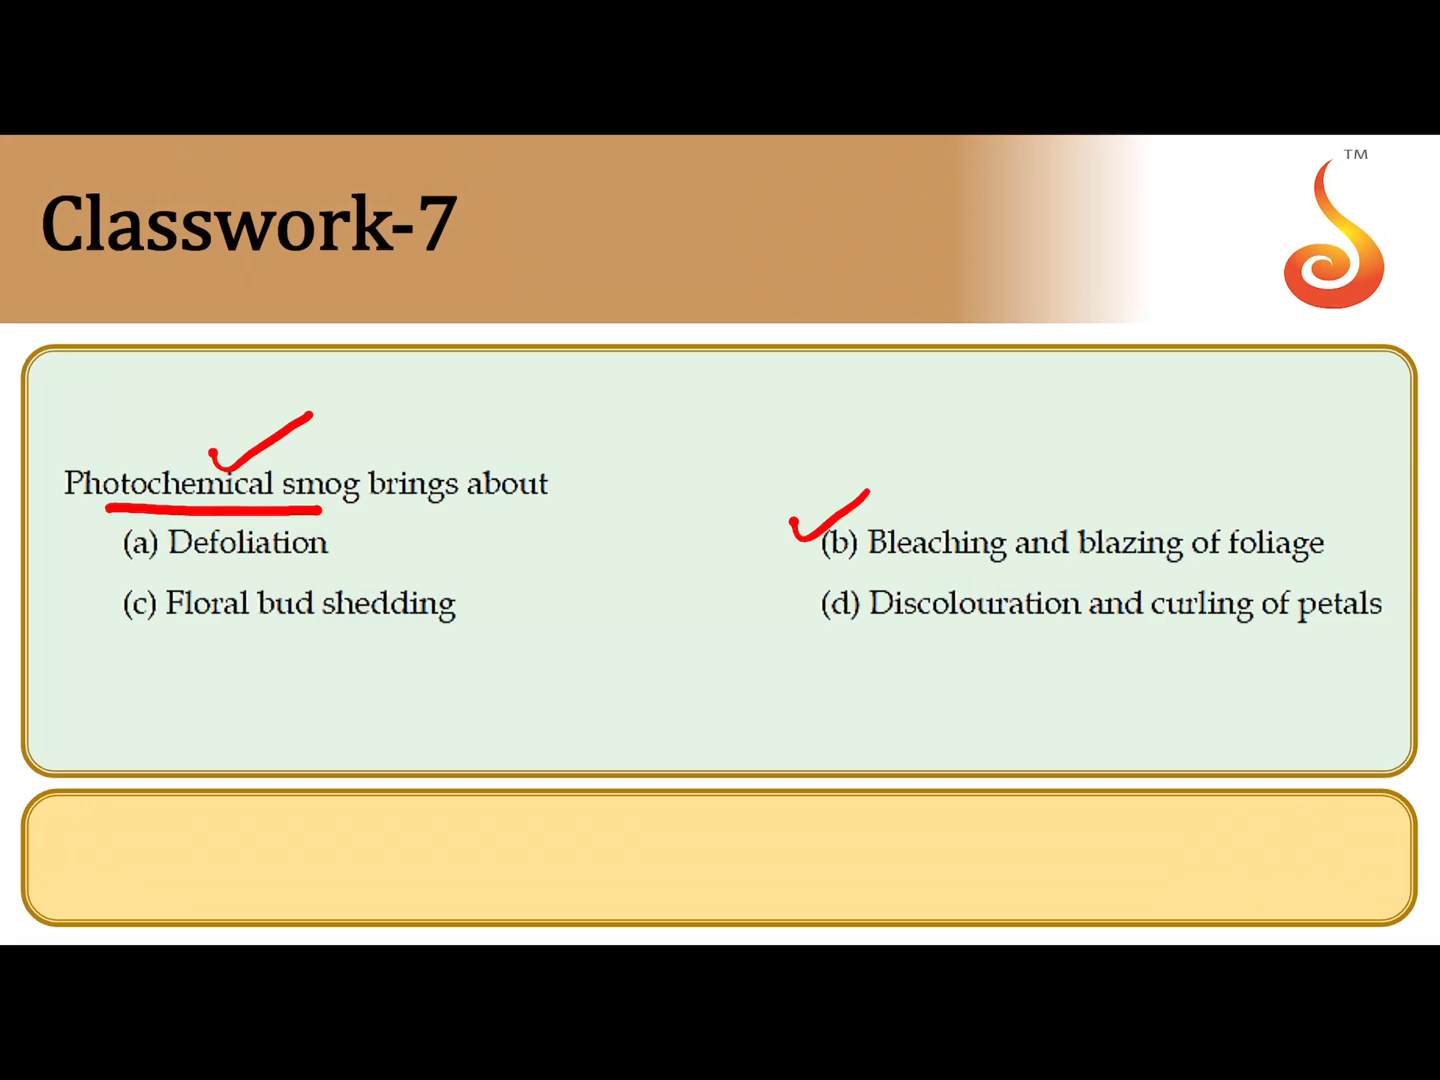 TM
Classwork-7
Photochemical smog brings about
(a) Defoliation (b) Bleaching and blazing of foliage
(c) Floral bud shedding (d) Discolouration and curling of petals